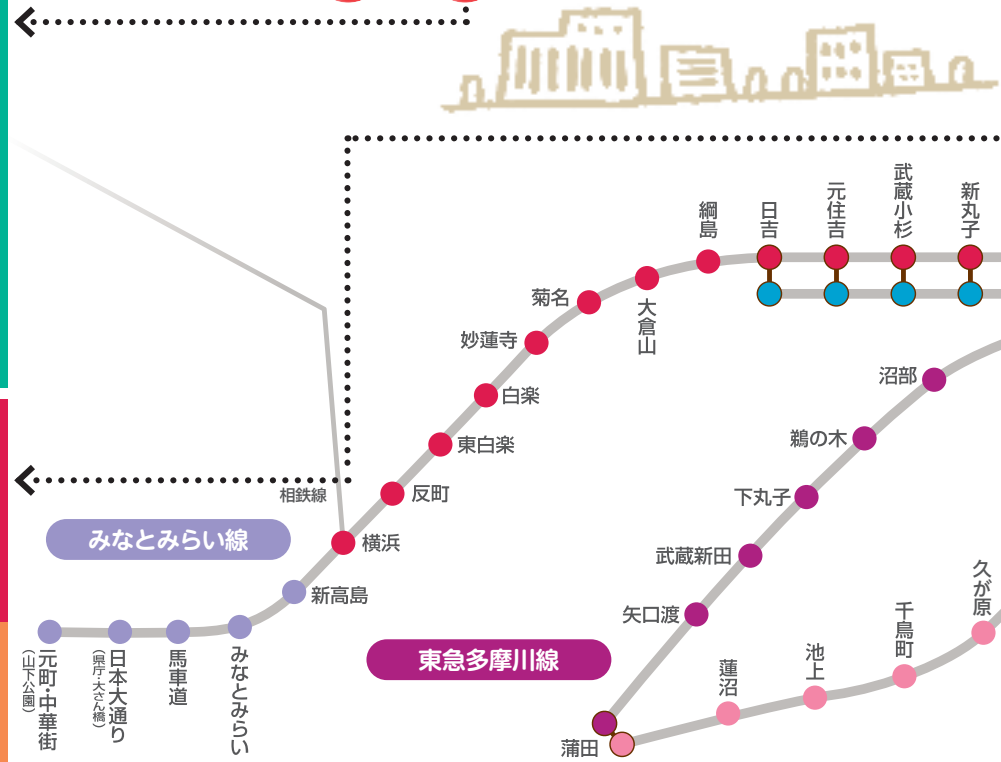 綱島
日吉
元住吉
武蔵小杉
新丸子
菊名
大倉山
妙蓮寺
白楽
東白楽
反町
横浜
相鉄線
みなとみらい線
新高島
みなとみらい
馬車道
日本大通り
(県庁・大さん橋)
元町・中華街
(山下公園)
沼部
鵜の木
下丸子
武蔵新田
矢口渡
東急多摩川線
蒲田
蓮沼
池上
千鳥町
久が原